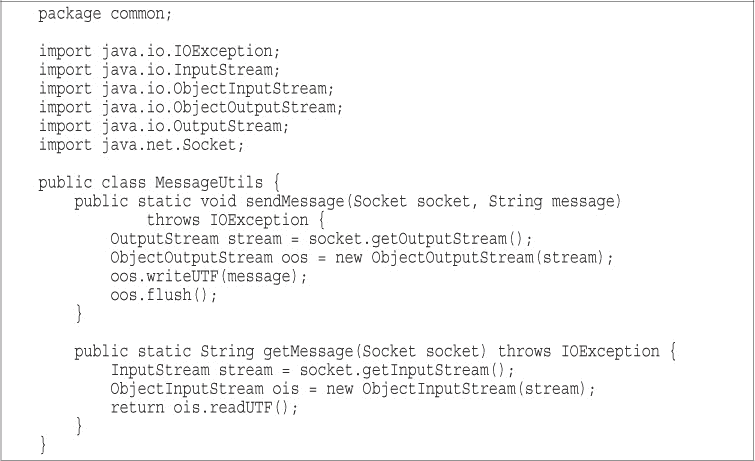 package common;

import java.io.IOException;
import java.io.InputStream;
import java.io.ObjectInputStream;
import java.io.ObjectOutputStream;
import java.io.OutputStream;
import java.net.Socket;

public class MessageUtils {
    public static void sendMessage(Socket socket, String message)
            throws IOException {
        OutputStream stream = socket.getOutputStream();
        ObjectOutputStream oos = new ObjectOutputStream(stream);
        oos.writeUTF(message);
        oos.flush();
    }

    public static String getMessage(Socket socket) throws IOException {
        InputStream stream = socket.getInputStream();
        ObjectInputStream ois = new ObjectInputStream(stream);
        return ois.readUTF();
    }
}